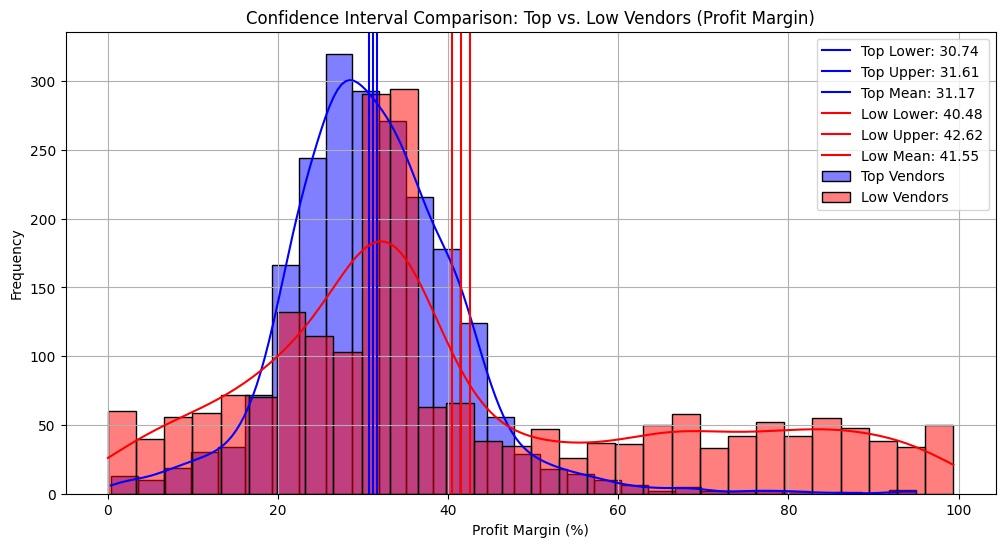 Confidence Interval Comparison: Top vs. Low Vendors (Profit Margin)
Top Lower: 30.74
Top Upper: 31.61
Top Mean: 31.17
Low Lower: 40.48
Low Upper: 42.62
Low Mean: 41.55
Top Vendors
Low Vendors
Frequency
300
250
200
150
100
50
0
0 20 40 60 80 100
Profit Margin (%)